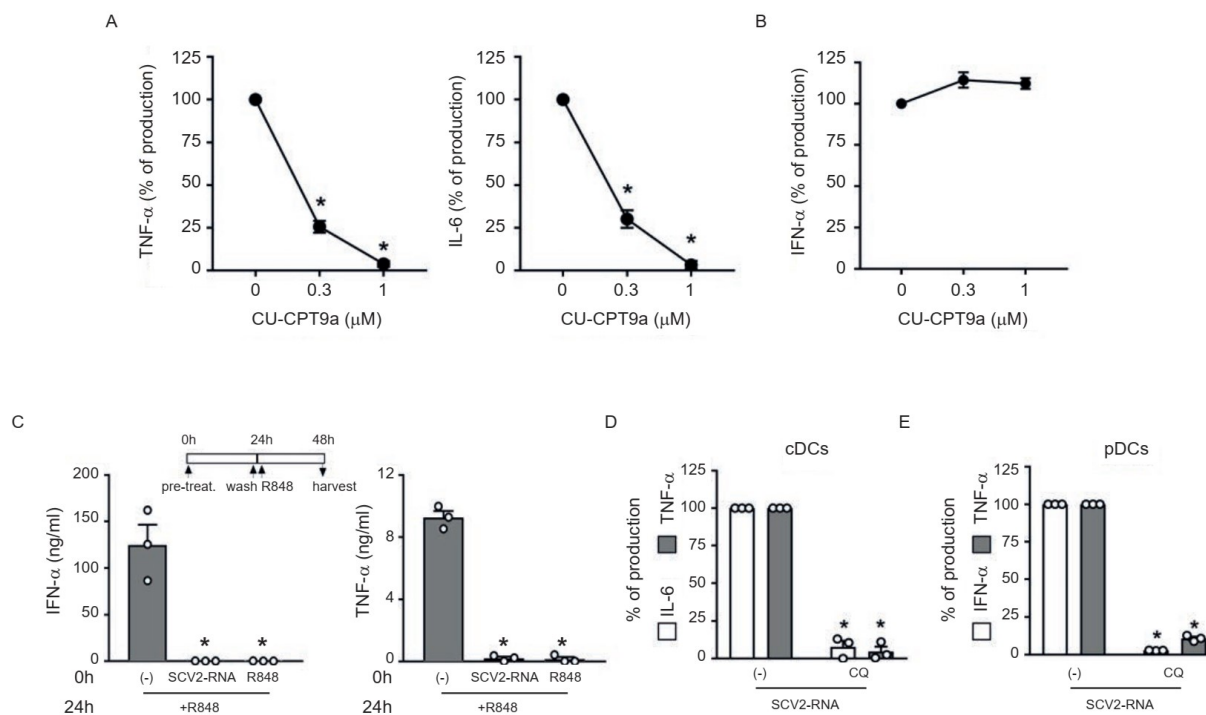 A
125
100
75
50
25
0
TNF-α (% of production)
*
*
0 0.3 1
CU-CPT9a (μM)
125
100
75
50
25
0
IL-6 (% of production)
*
*
0 0.3 1
CU-CPT9a (μM)
B
125
100
75
50
25
0
IFN-α (% of production)
0 0.3 1
CU-CPT9a (μM)
C
0h 24h 48h
pre-treat. wash R848 harvest
200
150
100
50
0
IFN-α (ng/ml)
* *
0h (-) SCV2-RNA R848
24h +R848
12
8
4
0
TNF-α (ng/ml)
* *
0h (-) SCV2-RNA R848
24h +R848
D
cDCs
125
100
75
50
25
0
% of production
IL-6 TNF-α
* *
(-) CQ
SCV2-RNA
E
pDCs
125
100
75
50
25
0
% of production
IFN-α TNF-α
* *
(-) CQ
SCV2-RNA